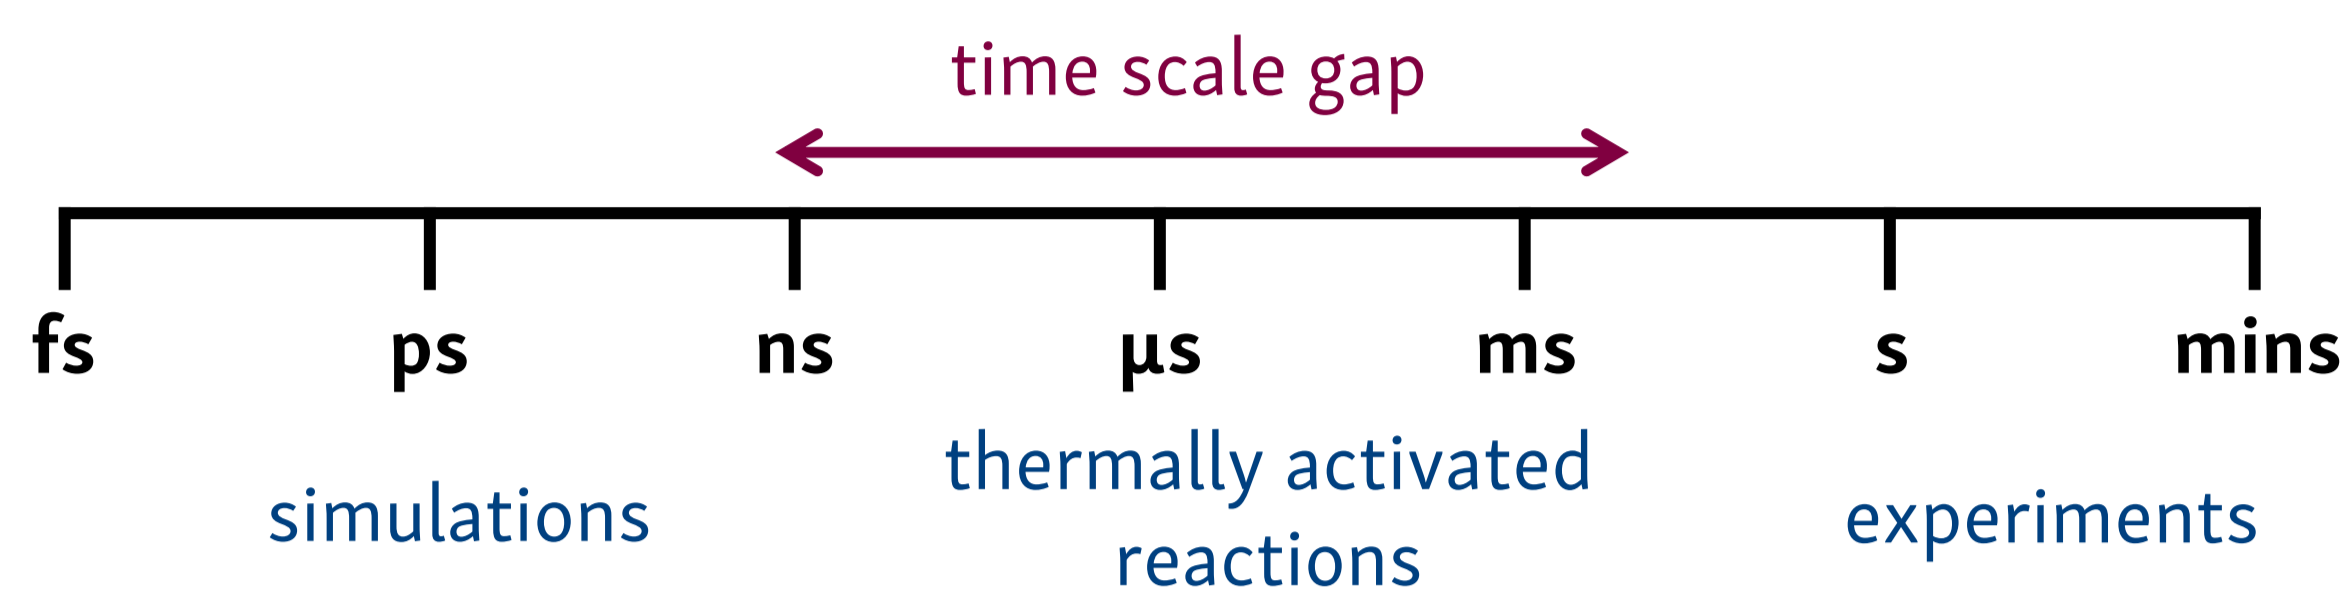 time scale gap
fs ps ns µs ms s mins
simulations
thermally activated
reactions
experiments